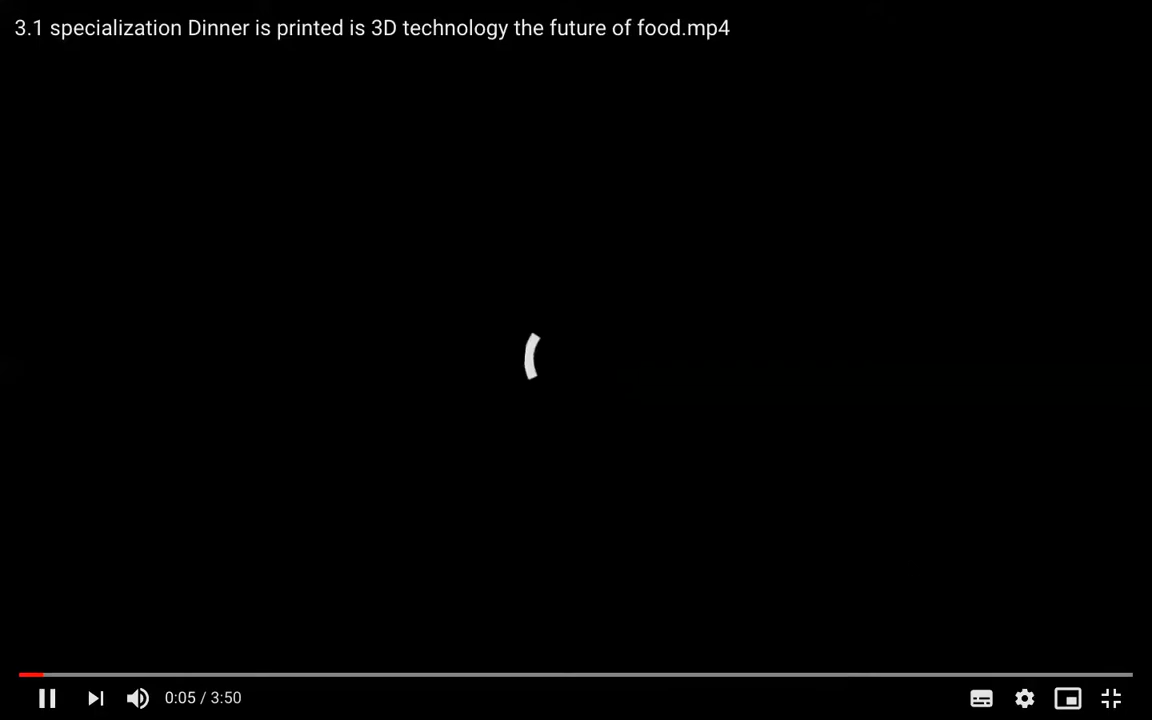 3.1 specialization Dinner is printed is 3D technology the future of food.mp4
0:05 / 3:50